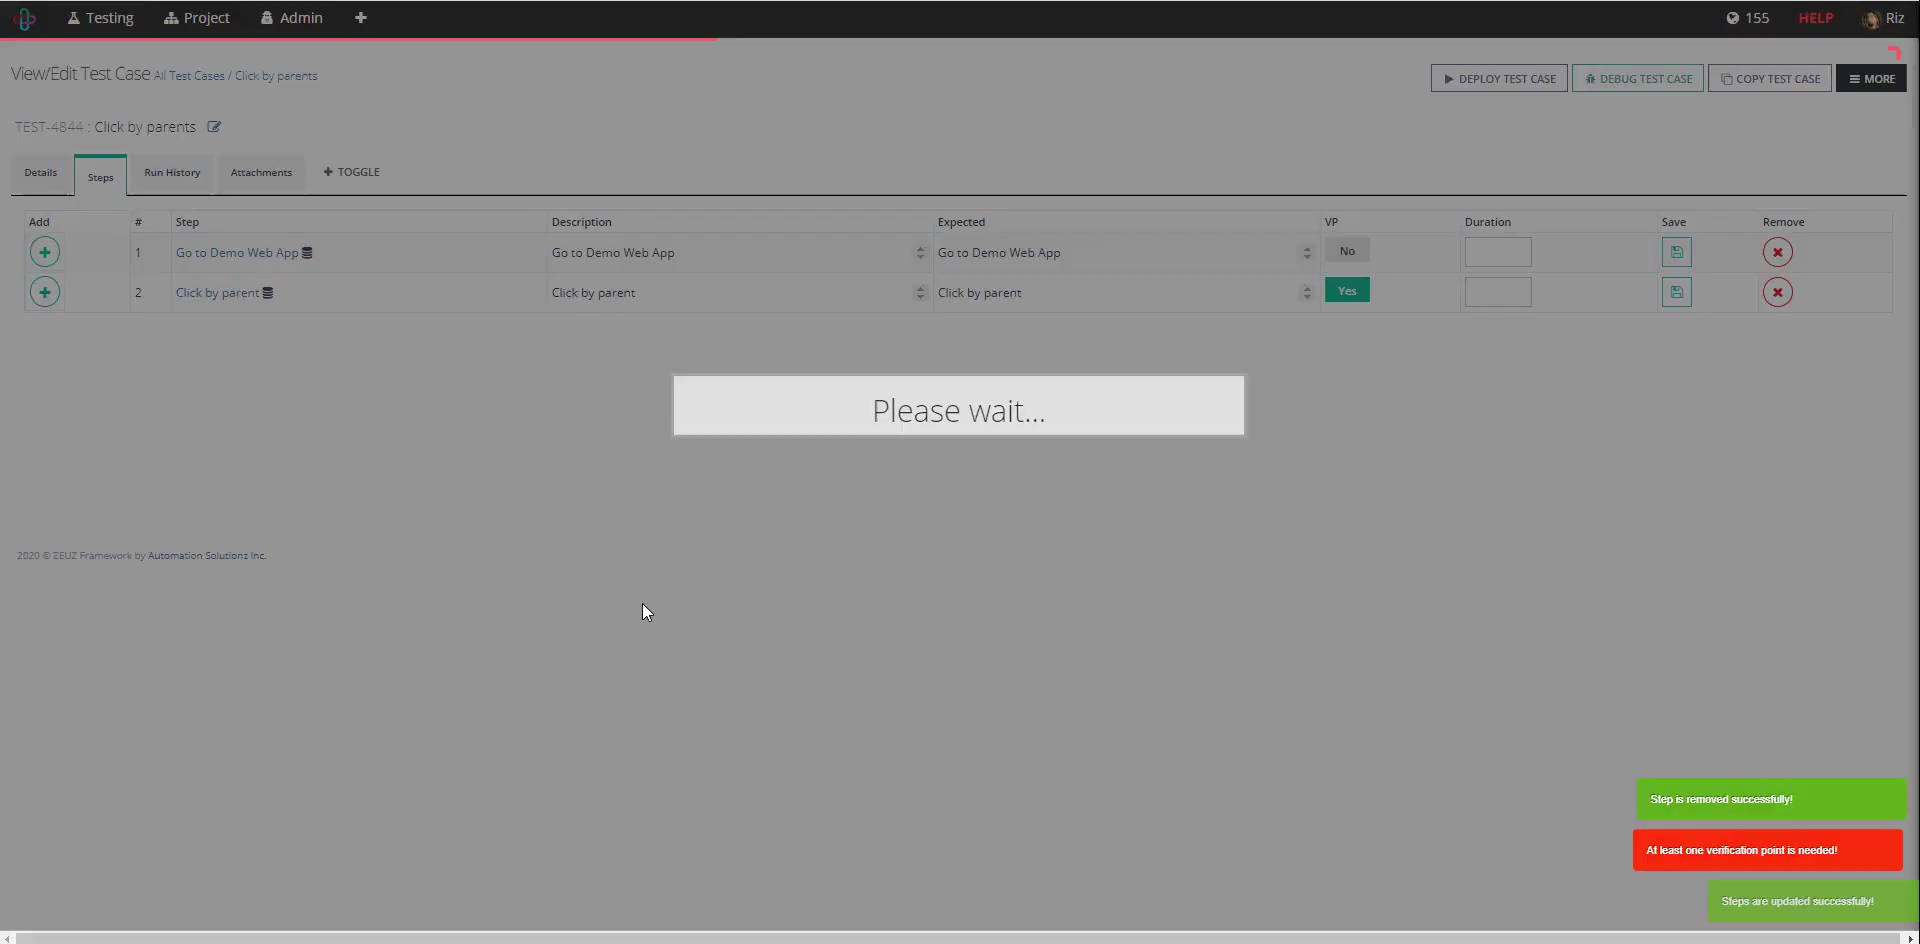 Testing Project Admin 155 HELP Riz
View/Edit Test Case All Test Cases / Click by parents
DEPLOY TEST CASE DEBUG TEST CASE COPY TEST CASE MORE
TEST-4844 : Click by parents
Details Steps Run History Attachments + TOGGLE
Add # Step Description Expected VP Duration Save Remove
1 Go to Demo Web App Go to Demo Web App Go to Demo Web App No
2 Click by parent Click by parent Click by parent Yes
Please wait...
2020 © ZEUZ Framework by Automation Solutionz Inc.
Step is removed successfully!
At least one verification point is needed!
Steps are updated successfully!